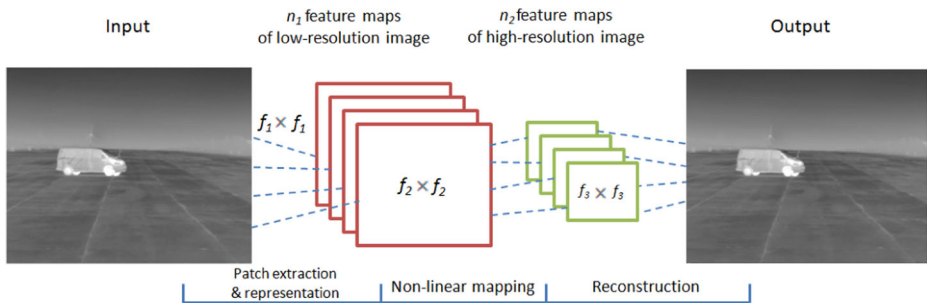 Input
n₁ feature maps
of low-resolution image
n₂ feature maps
of high-resolution image
Output
f₁ × f₁
f₂ × f₂
f₃ × f₃
Patch extraction
& representation
Non-linear mapping
Reconstruction